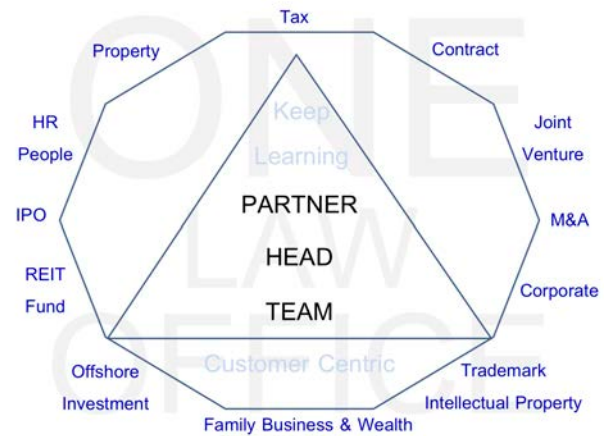 Tax
Property
Contract
HR
People
Joint
Venture
IPO
M&A
REIT
Fund
Corporate
Offshore
Investment
Trademark
Intellectual Property
Family Business & Wealth
Keep
Learning
PARTNER
HEAD
TEAM
Customer Centric
ONE
LAW
OFFICE